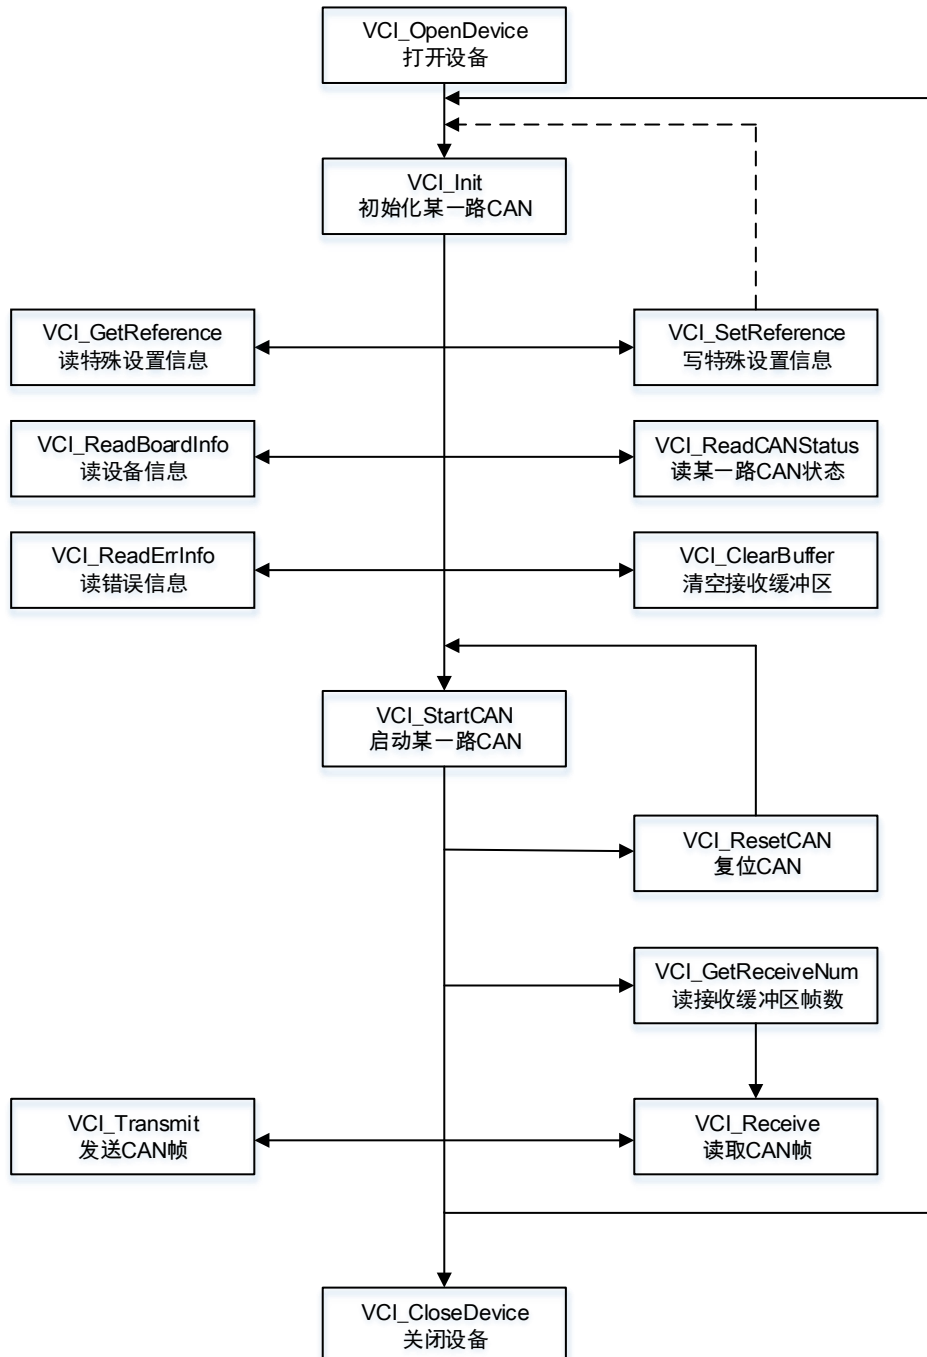 VCI_OpenDevice
打开设备
VCI_Init
初始化某一路CAN
VCI_GetReference
读特殊设置信息
VCI_SetReference
写特殊设置信息
VCI_ReadBoardInfo
读设备信息
VCI_ReadCANStatus
读某一路CAN状态
VCI_ReadErrInfo
读错误信息
VCI_ClearBuffer
清空接收缓冲区
VCI_StartCAN
启动某一路CAN
VCI_ResetCAN
复位CAN
VCI_GetReceiveNum
读接收缓冲区帧数
VCI_Transmit
发送CAN帧
VCI_Receive
读取CAN帧
VCI_CloseDevice
关闭设备